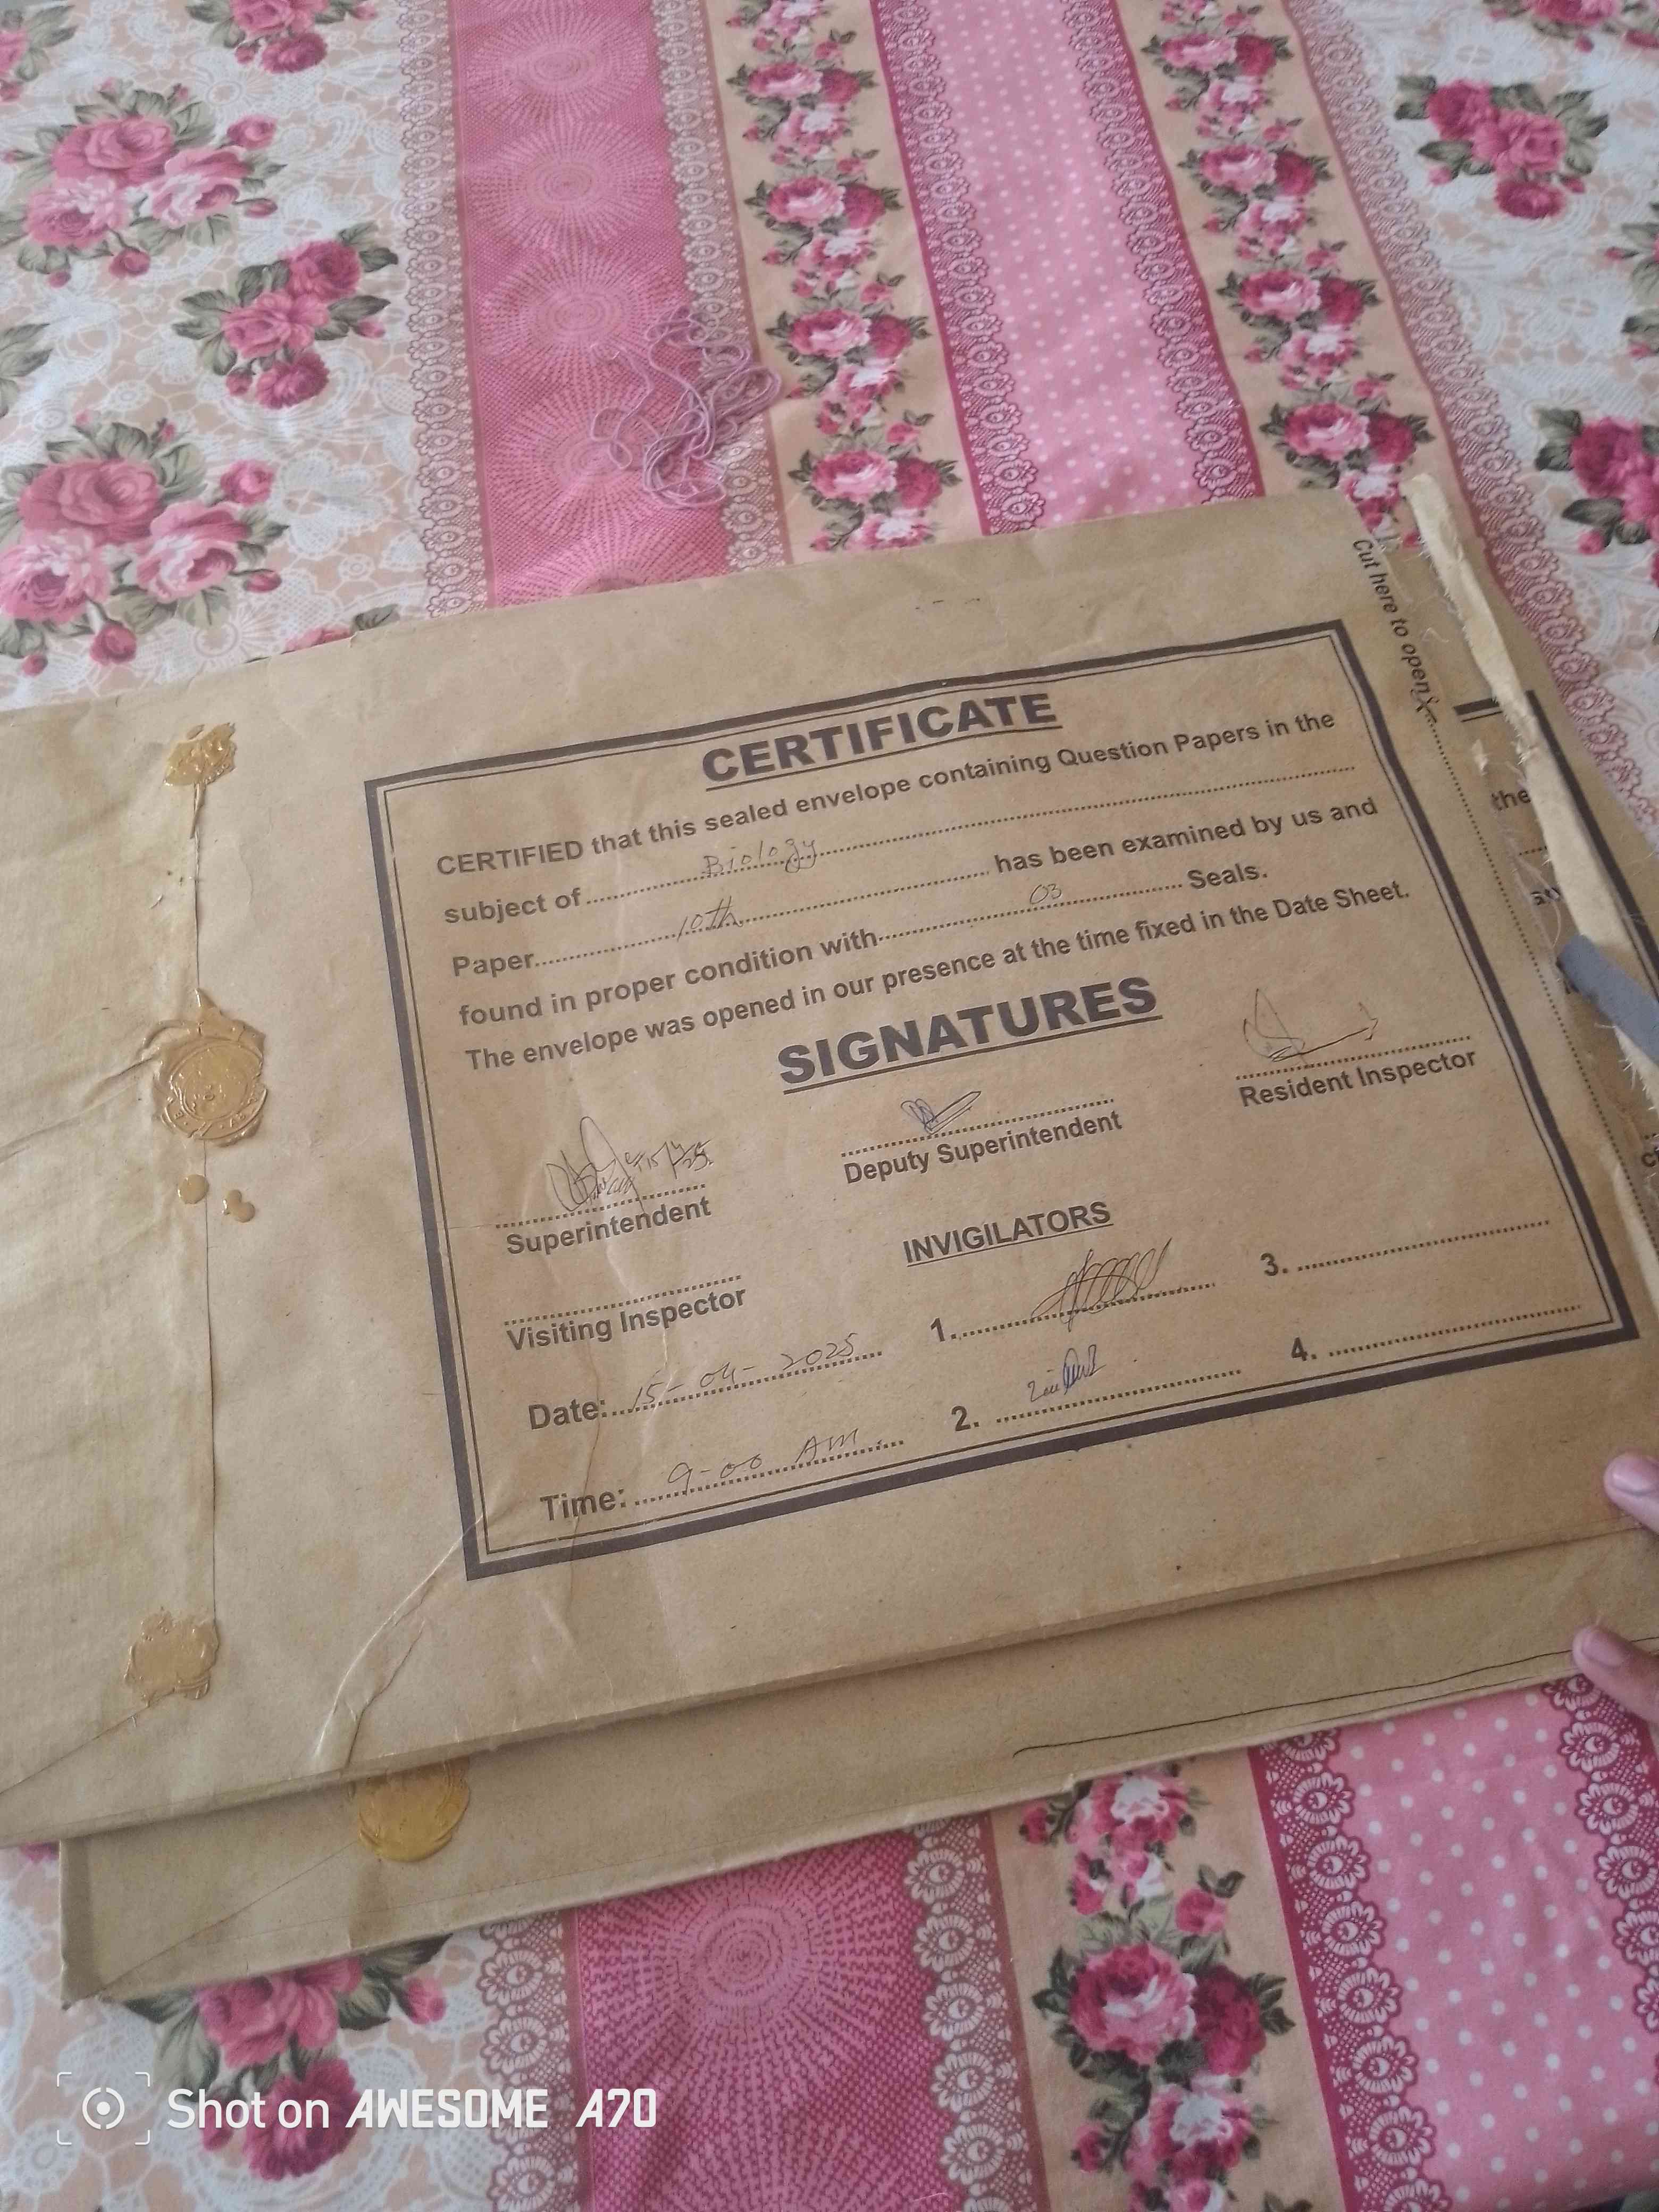 Cut here to open
CERTIFICATE
CERTIFIED that this sealed envelope containing Question Papers in the
subject of Biology
Paper 10th has been examined by us and
found in proper condition with 03 Seals.
The envelope was opened in our presence at the time fixed in the Date Sheet.
SIGNATURES
Superintendent
Deputy Superintendent
Resident Inspector
INVIGILATORS
Visiting Inspector
1.
3.
Date: 15-04-2025
2.
4.
Time: 9-00 AM
the
Shot on AWESOME A70